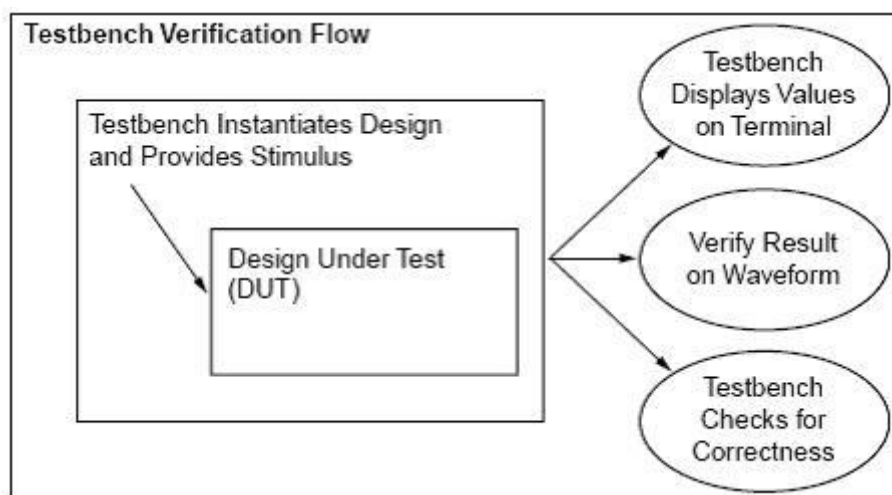 Testbench Verification Flow
Testbench Instantiates Design
and Provides Stimulus
Design Under Test
(DUT)
Testbench
Displays Values
on Terminal
Verify Result
on Waveform
Testbench
Checks for
Correctness